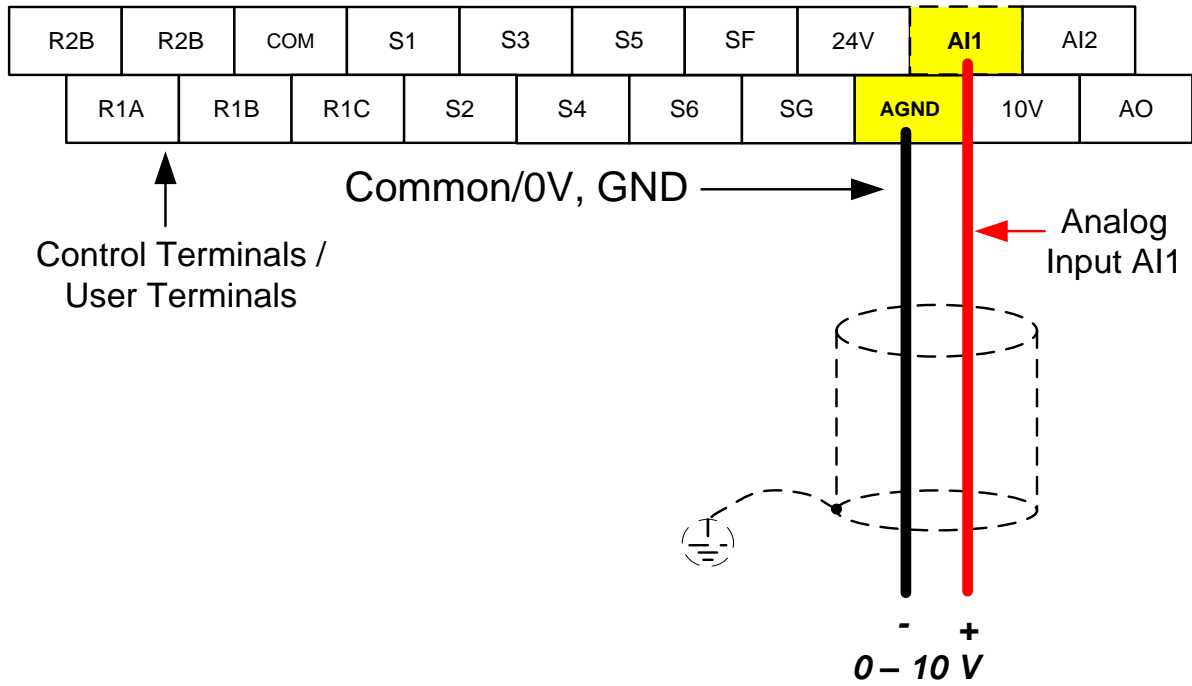 R2B R2B COM S1 S3 S5 SF 24V AI1 AI2
R1A R1B R1C S2 S4 S6 SG AGND 10V AO
Common/0V, GND
Control Terminals /
User Terminals
Analog
Input AI1
- +
0 – 10 V